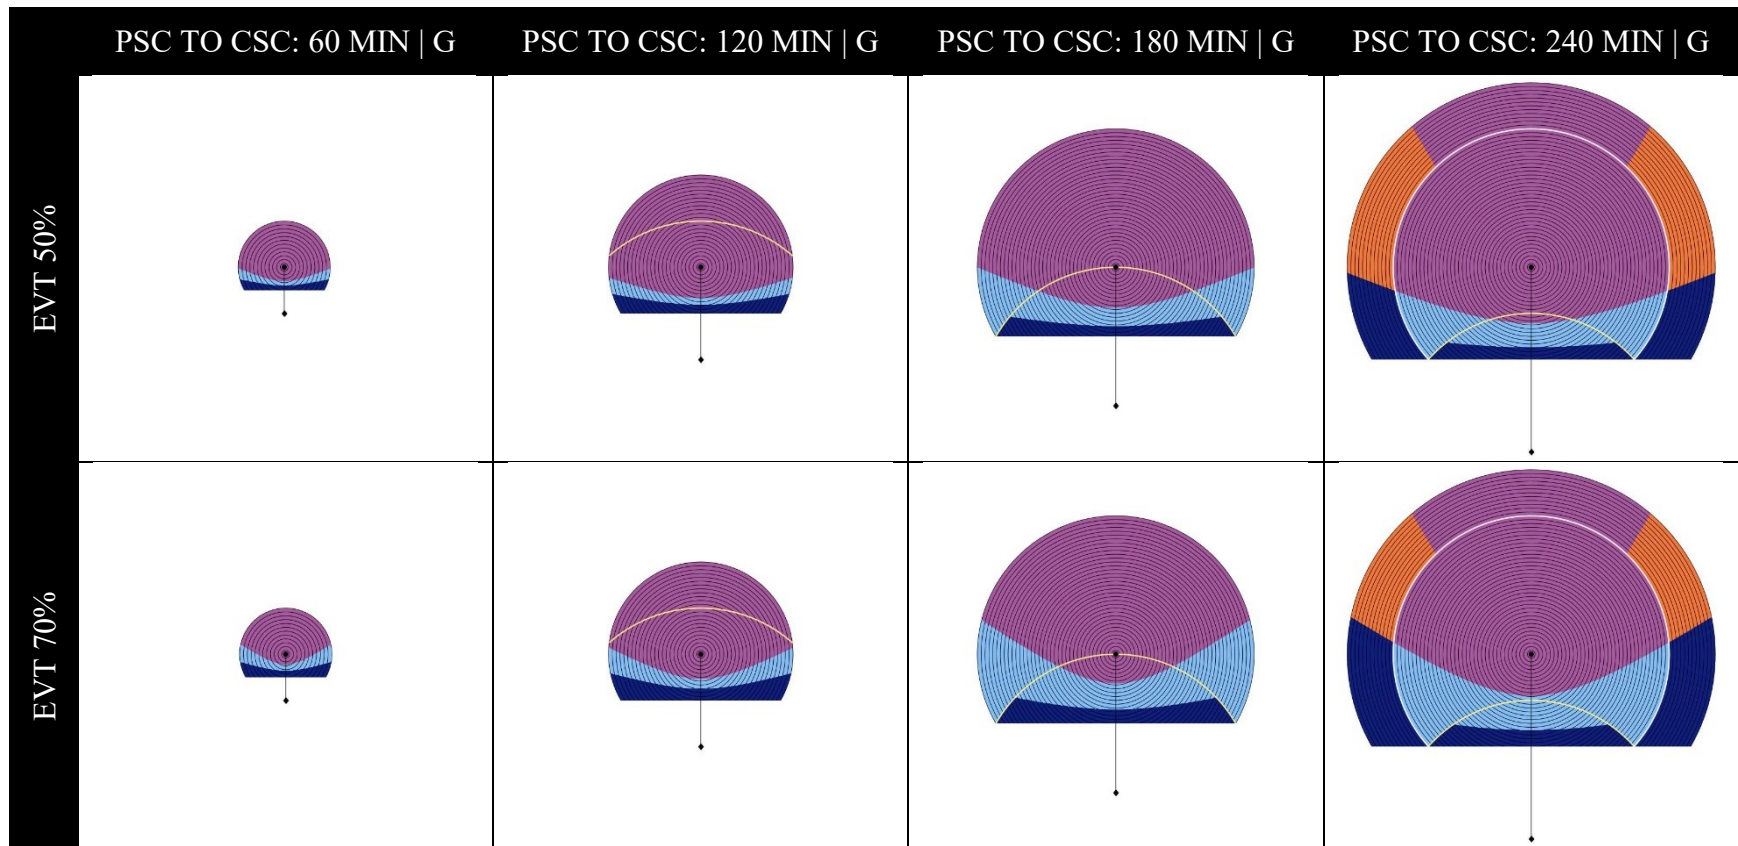 PSC TO CSC: 60 MIN | G
PSC TO CSC: 120 MIN | G
PSC TO CSC: 180 MIN | G
PSC TO CSC: 240 MIN | G
EVT 50%
EVT 70%